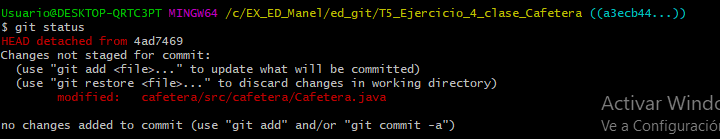 Usuario@DESKTOP-QRTC3PT MINGW64 /c/EX_ED_Manel/ed_git/T5_Ejercicio_4_clase_Cafetera ((a3ecb44...))
$ git status
HEAD detached from 4ad7469
Changes not staged for commit:
  (use "git add <file>..." to update what will be committed)
  (use "git restore <file>..." to discard changes in working directory)
        modified:   cafetera/src/cafetera/Cafetera.java
Activar Windo
no changes added to commit (use "git add" and/or "git commit -a")
Ve a Configuració